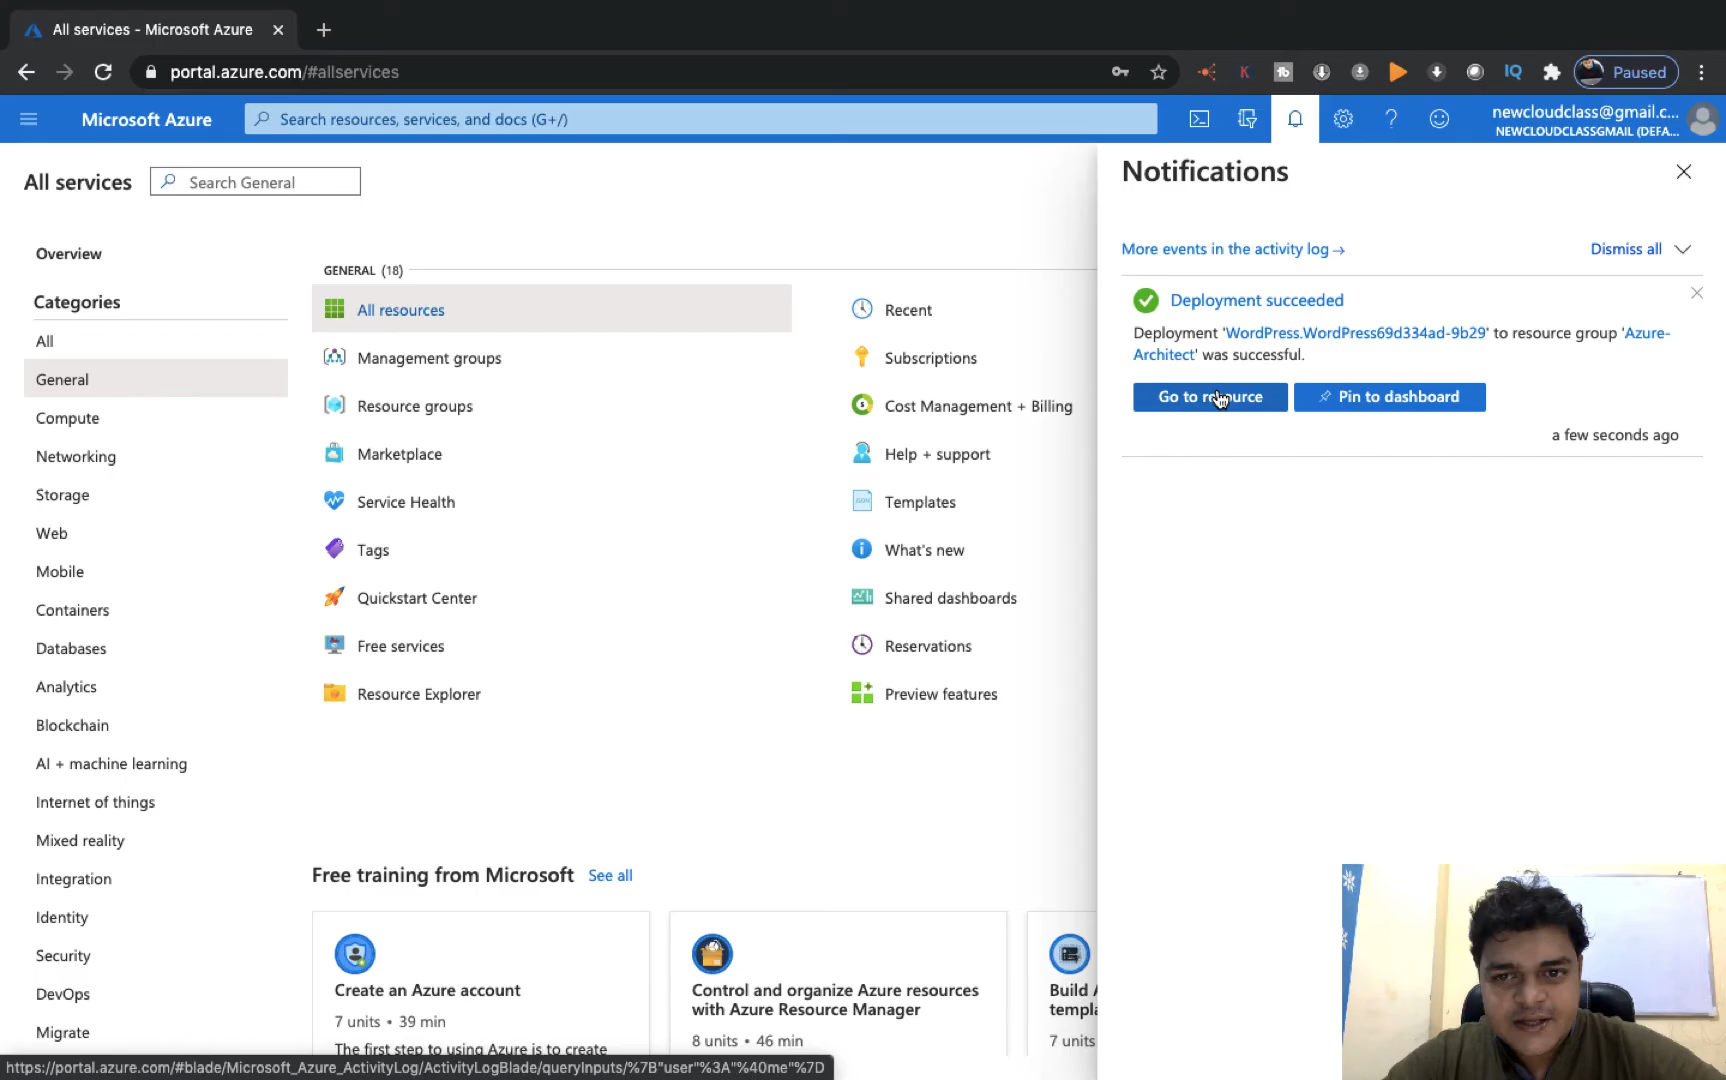 All services - Microsoft Azure
portal.azure.com/#allservices
K
tb
IQ
Paused
Microsoft Azure
Search resources, services, and docs (G+/)
newcloudclass@gmail.c...
NEWCLOUDCLASSGMAIL (DEFA...
All services
Search General
Overview
Categories
All
General
Compute
Networking
Storage
Web
Mobile
Containers
Databases
Analytics
Blockchain
AI + machine learning
Internet of things
Mixed reality
Integration
Identity
Security
DevOps
Migrate
GENERAL (18)
All resources
Management groups
Resource groups
Marketplace
Service Health
Tags
Quickstart Center
Free services
Resource Explorer
Recent
Subscriptions
Cost Management + Billing
Help + support
Templates
What's new
Shared dashboards
Reservations
Preview features
Free training from Microsoft See all
Create an Azure account
7 units • 39 min
The first step to using Azure is to create
Control and organize Azure resources
with Azure Resource Manager
8 units • 46 min
Build
templa
7 units
Notifications
More events in the activity log →
Dismiss all
Deployment succeeded
Deployment 'WordPress.WordPress69d334ad-9b29' to resource group 'Azure-
Architect' was successful.
Go to resource
Pin to dashboard
a few seconds ago
https://portal.azure.com/#blade/Microsoft_Azure_ActivityLog/ActivityLogBlade/queryInputs/%7B"user"%3A"%40me"%7D